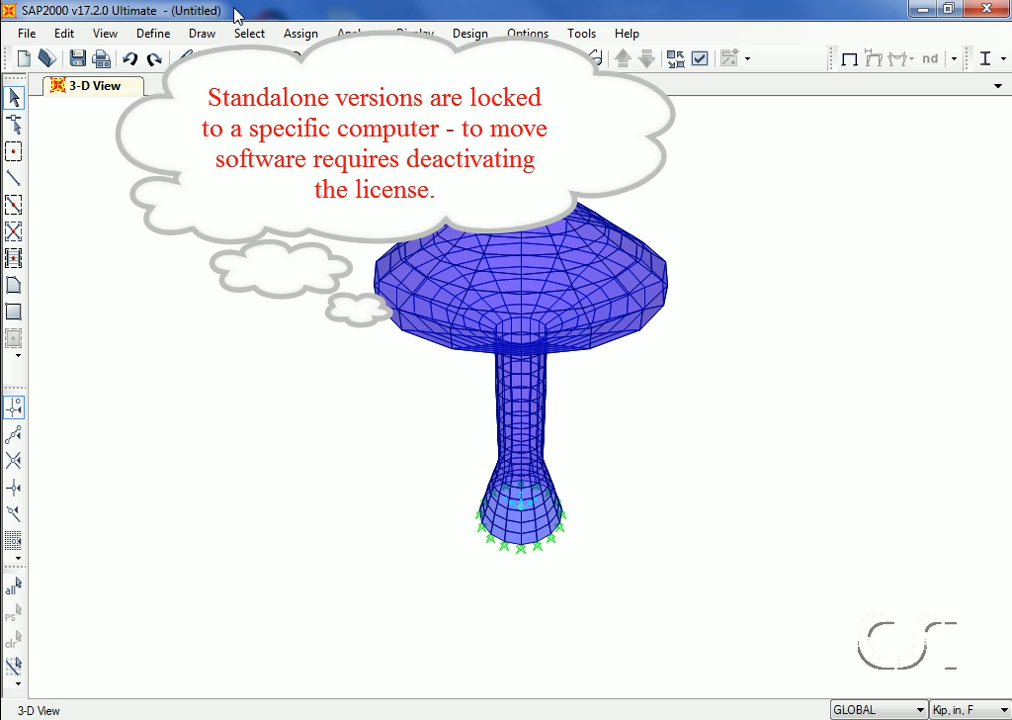 SAP2000 v17.2.0 Ultimate - (Untitled)
File Edit View Define Draw Select Assign Design Options Tools Help
nd
3-D View
Standalone versions are locked
to a specific computer - to move
software requires deactivating
the license.
all
ps
clr
CSI
3-D View
GLOBAL
Kip, in, F